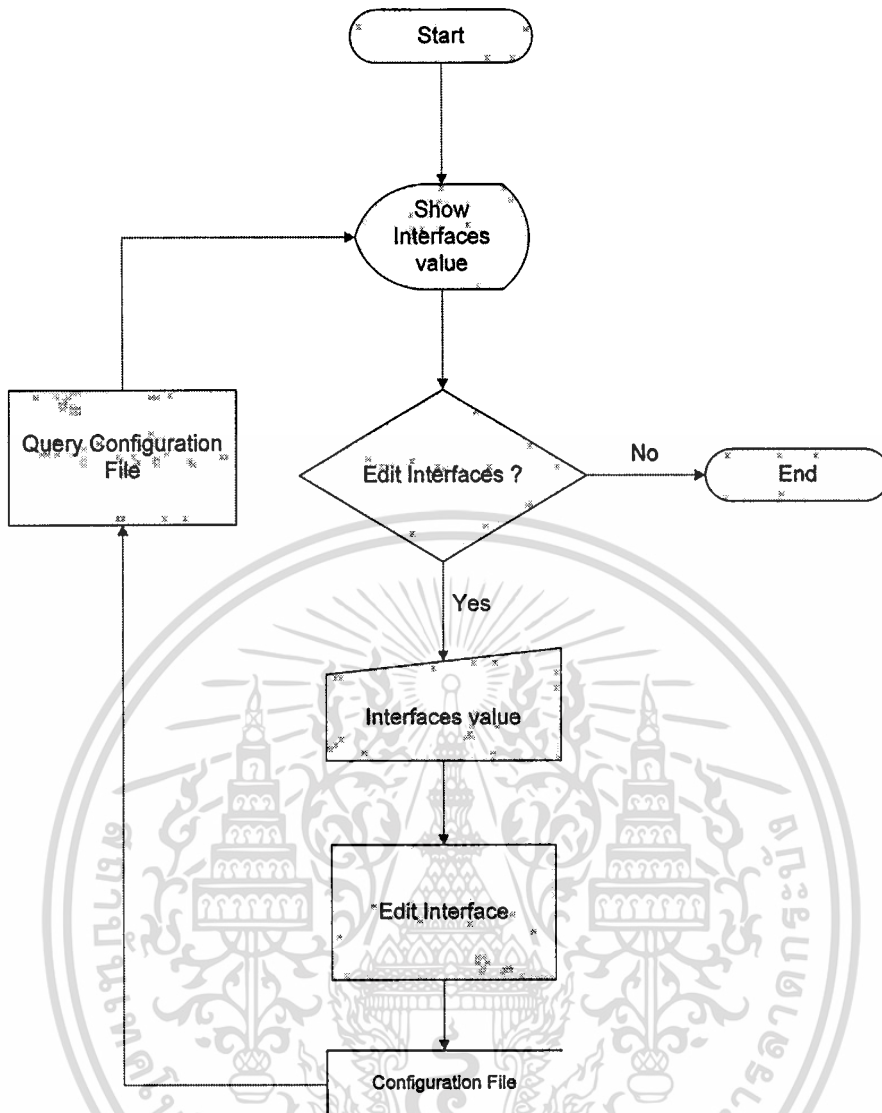 Start
Show
Interfaces
value
Query Configuration
File
Edit Interfaces ?
No
End
Yes
Interfaces value
Edit Interface
Configuration File